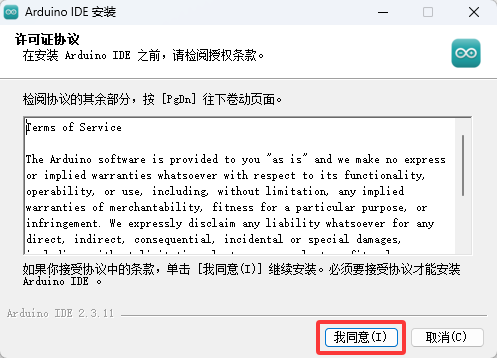 Arduino IDE 安装
许可证协议
在安装 Arduino IDE 之前，请检阅授权条款。
检阅协议的其余部分，按 [PgDn] 往下卷动页面。
Terms of Service
The Arduino software is provided to you "as is" and we make no express
or implied warranties whatsoever with respect to its functionality,
operability, or use, including, without limitation, any implied
warranties of merchantability, fitness for a particular purpose, or
infringement. We expressly disclaim any liability whatsoever for any
direct, indirect, consequential, incidental or special damages,
如果你接受协议中的条款，单击 [我同意(I)] 继续安装。必须要接受协议才能安装
Arduino IDE 。
Arduino IDE 2.3.11
我同意(I)
取消(C)